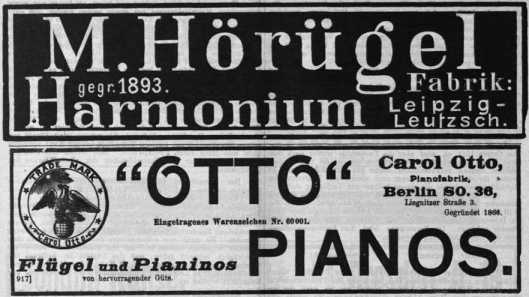 M. Hörügel
gegr. 1893.
Harmonium
Fabrik:
Leipzig-
Leutzsch.
TRADE MARK
Carol Otto
"OTTO"
Eingetragenes Warenzeichen Nr. 60001.
Carol Otto,
Pianofabrik,
Berlin SO. 36,
Liegnitzer Straße 3.
Gegründet 1866.
Flügel und Pianinos
917] von hervorragender Güte.
PIANOS.